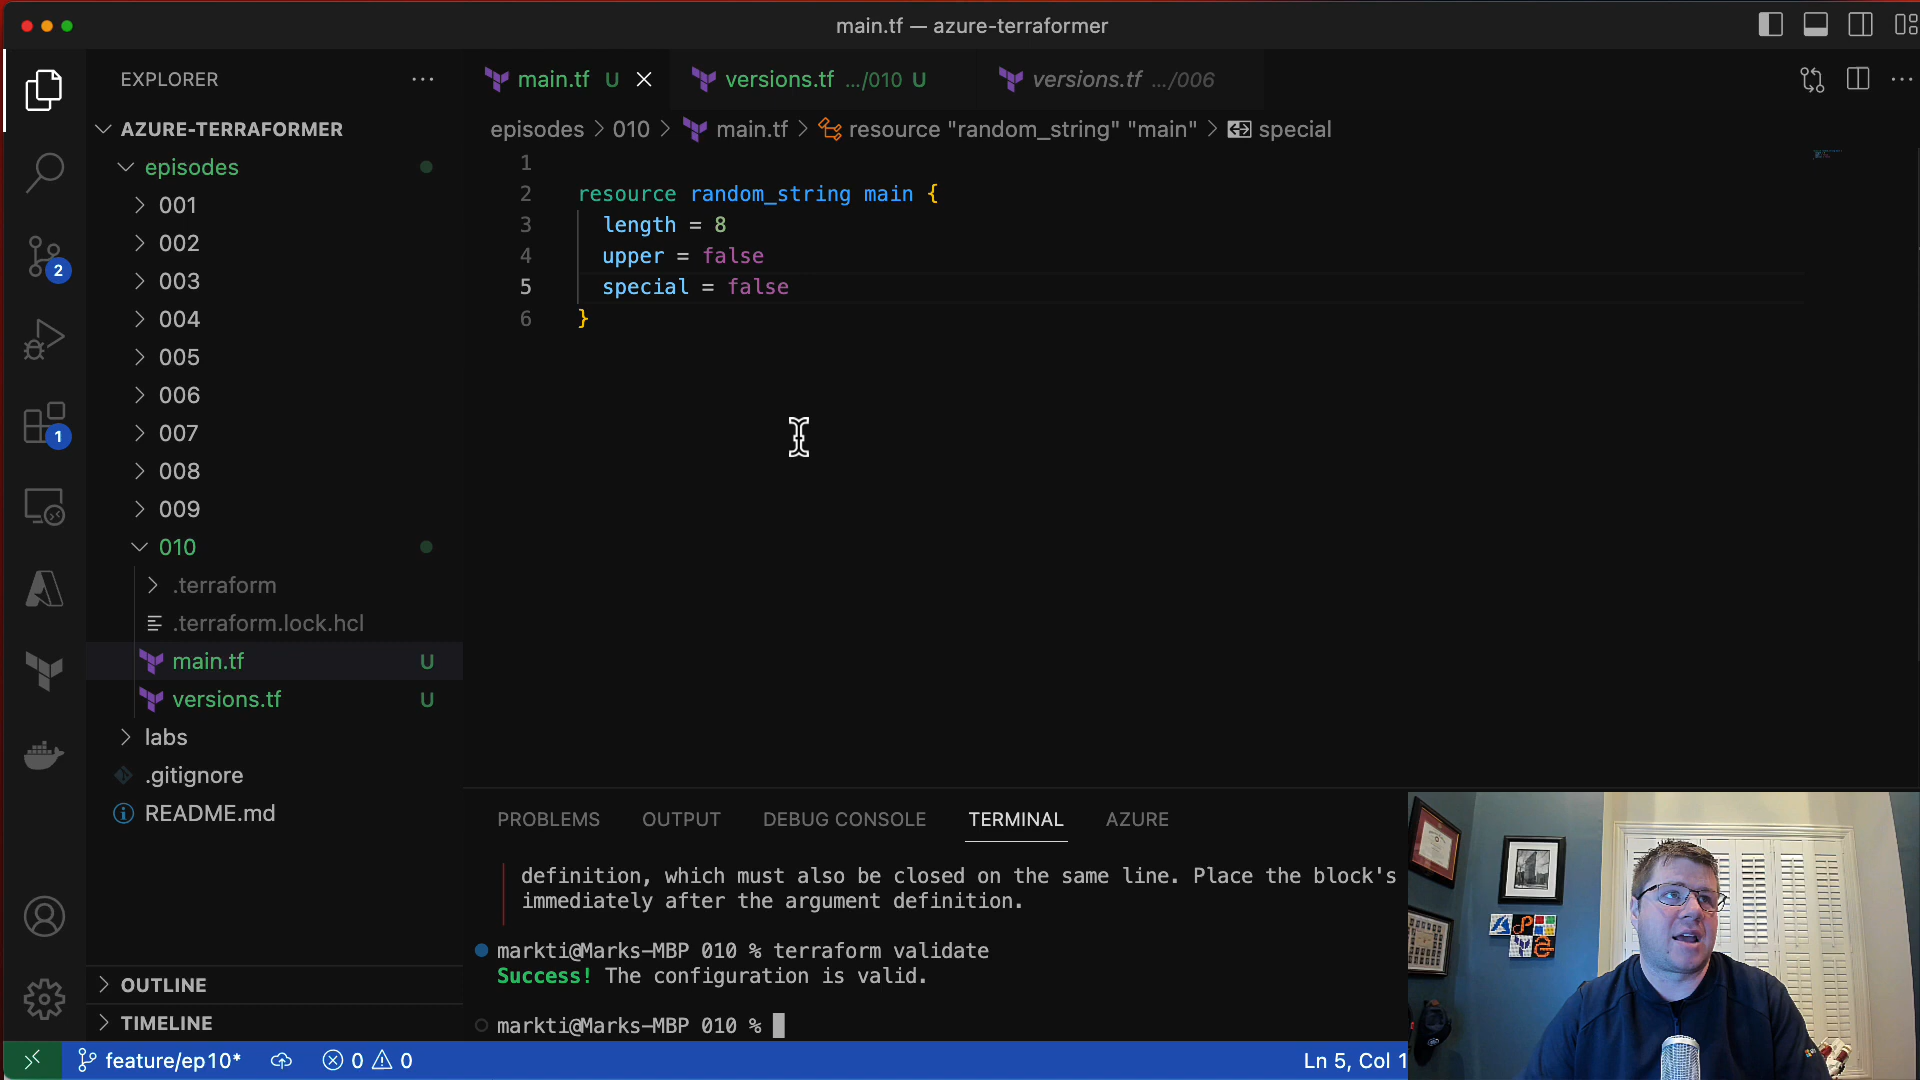 main.tf — azure-terraformer
EXPLORER
main.tf U
versions.tf .../010 U
versions.tf .../006
AZURE-TERRAFORMER
episodes > 010 > main.tf > resource "random_string" "main" > special
episodes
001
002
003
004
005
006
007
008
009
010
.terraform
.terraform.lock.hcl
main.tf U
versions.tf U
labs
.gitignore
README.md
OUTLINE
TIMELINE
2
1
1
2 resource random_string main {
3 length = 8
4 upper = false
5 special = false
6 }
PROBLEMS OUTPUT DEBUG CONSOLE TERMINAL AZURE
definition, which must also be closed on the same line. Place the block's
immediately after the argument definition.
markti@Marks-MBP 010 % terraform validate
Success! The configuration is valid.
markti@Marks-MBP 010 %
feature/ep10* 0 0 Ln 5, Col 1